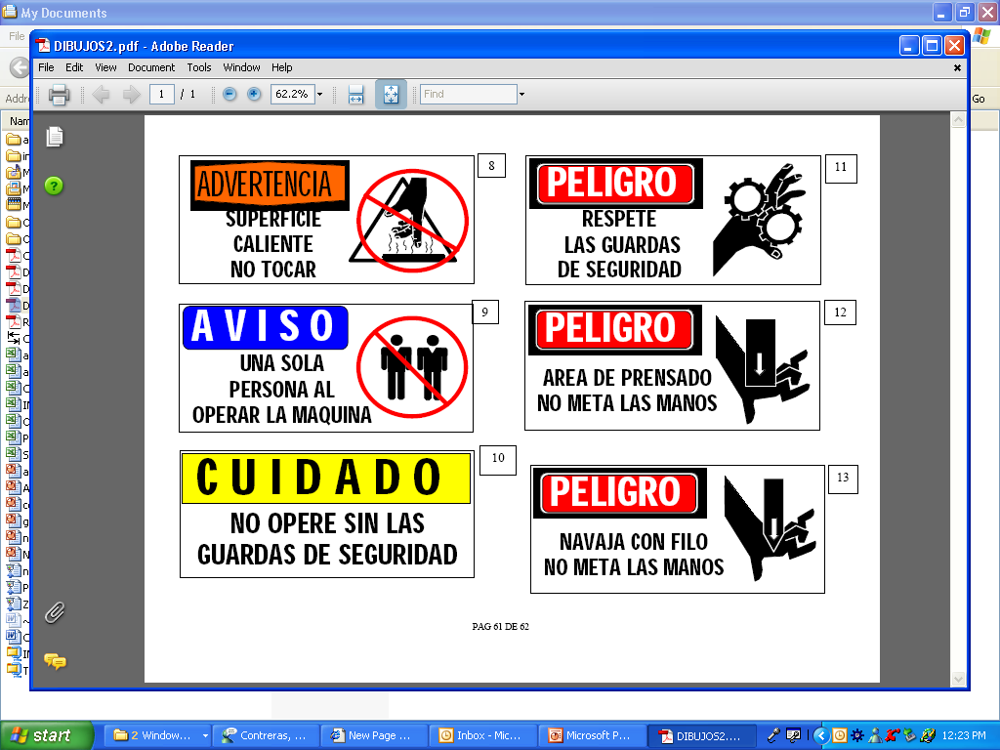 My Documents
File
DIBUJOS2.pdf - Adobe Reader
File Edit View Document Tools Window Help
1 / 1
62.2%
Find
Addr
Go
Nam
8
ADVERTENCIA
SUPERFICIE
CALIENTE
NO TOCAR
11
PELIGRO
RESPETE
LAS GUARDAS
DE SEGURIDAD
9
AVISO
UNA SOLA
PERSONA AL
OPERAR LA MAQUINA
12
PELIGRO
AREA DE PRENSADO
NO META LAS MANOS
10
CUIDADO
NO OPERE SIN LAS
GUARDAS DE SEGURIDAD
13
PELIGRO
NAVAJA CON FILO
NO META LAS MANOS
PAG 61 DE 62
start
2 Window...
Contreras, ...
New Page ...
Inbox - Mic...
Microsoft P...
DIBUJOS2....
12:23 PM